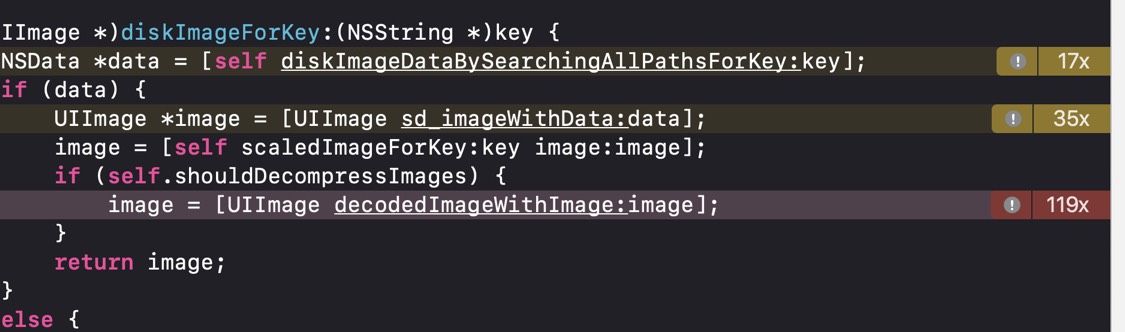 IImage *)diskImageForKey:(NSString *)key {
NSData *data = [self diskImageDataBySearchingAllPathsForKey:key]; 17x
if (data) {
UIImage *image = [UIImage sd_imageWithData:data]; 35x
image = [self scaledImageForKey:key image:image];
if (self.shouldDecompressImages) {
image = [UIImage decodedImageWithImage:image]; 119x
}
return image;
}
else {